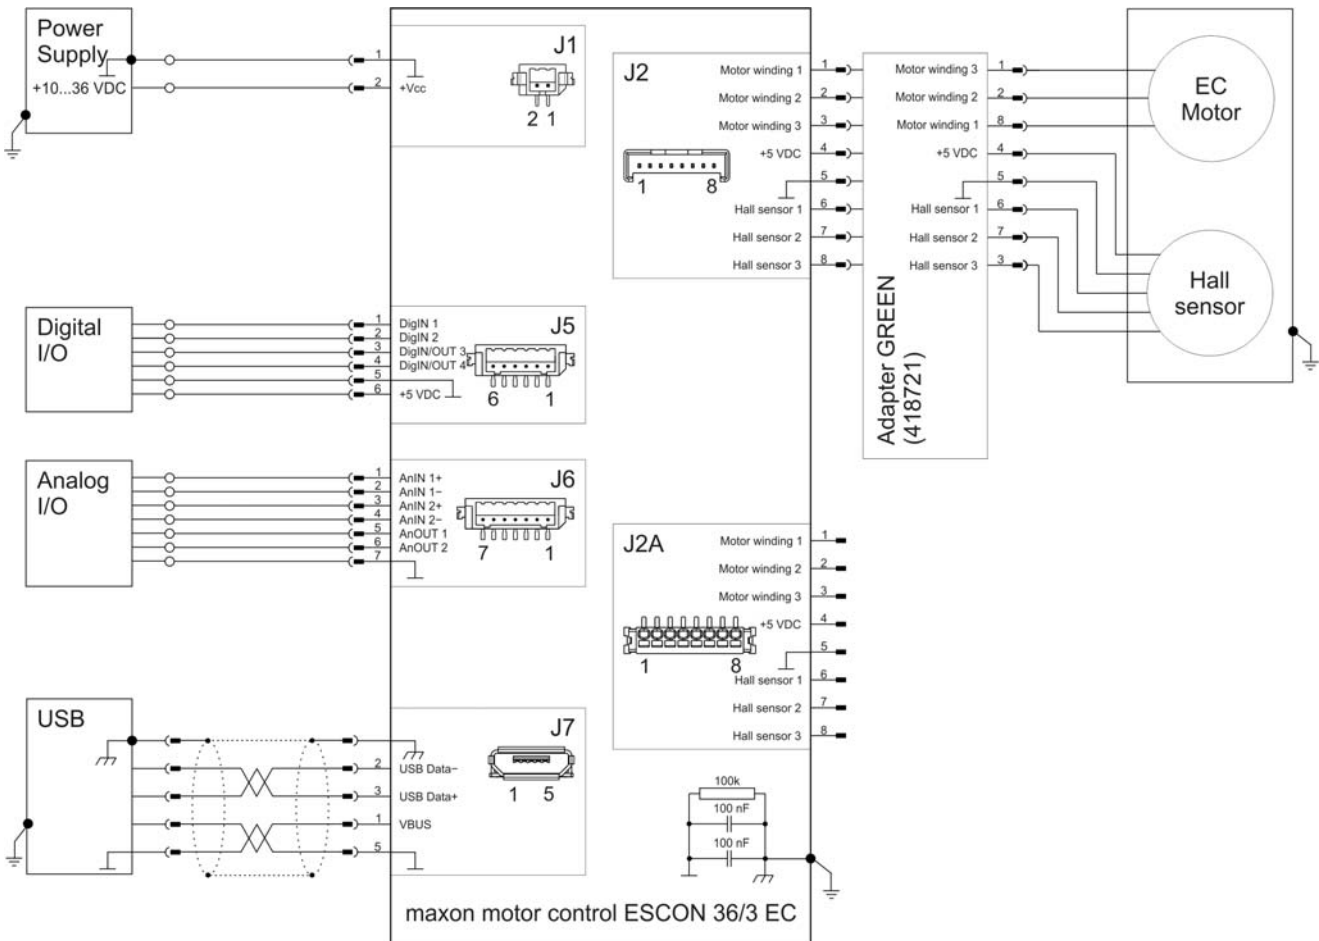 Power
Supply
+10...36 VDC
1
2
+Vcc
J1
2 1
J2
1 8
Motor winding 1 1
Motor winding 2 2
Motor winding 3 3
+5 VDC 4
5
Hall sensor 1 6
Hall sensor 2 7
Hall sensor 3 8
Adapter GREEN
(418721)
Motor winding 3 1
Motor winding 2 2
Motor winding 1 8
+5 VDC 4
5
Hall sensor 1 6
Hall sensor 2 7
Hall sensor 3 3
EC
Motor
Hall
sensor
Digital
I/O
1 DigIN 1
2 DigIN 2
3 DigIN/OUT 3
4 DigIN/OUT 4
5
6 +5 VDC
J5
6 1
Analog
I/O
1 AnIN 1+
2 AnIN 1−
3 AnIN 2+
4 AnIN 2−
5 AnOUT 1
6 AnOUT 2
7
J6
7 1
J2A
1 8
Motor winding 1 1
Motor winding 2 2
Motor winding 3 3
+5 VDC 4
5
Hall sensor 1 6
Hall sensor 2 7
Hall sensor 3 8
USB
2 USB Data−
3 USB Data+
1 VBUS
5
J7
1 5
100k
100 nF
100 nF
maxon motor control ESCON 36/3 EC